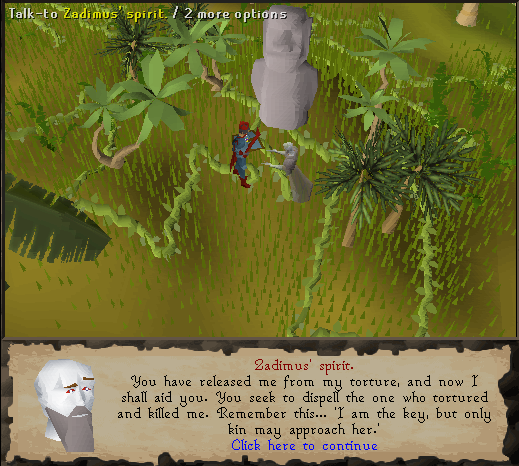 Talk-to Zadimus' spirit. / 2 more options
Zadimus' spirit.
You have released me from my torture, and now I
shall aid you. You seek to dispell the one who tortured
and killed me. Remember this... 'I am the key, but only
kin may approach her.'
Click here to continue